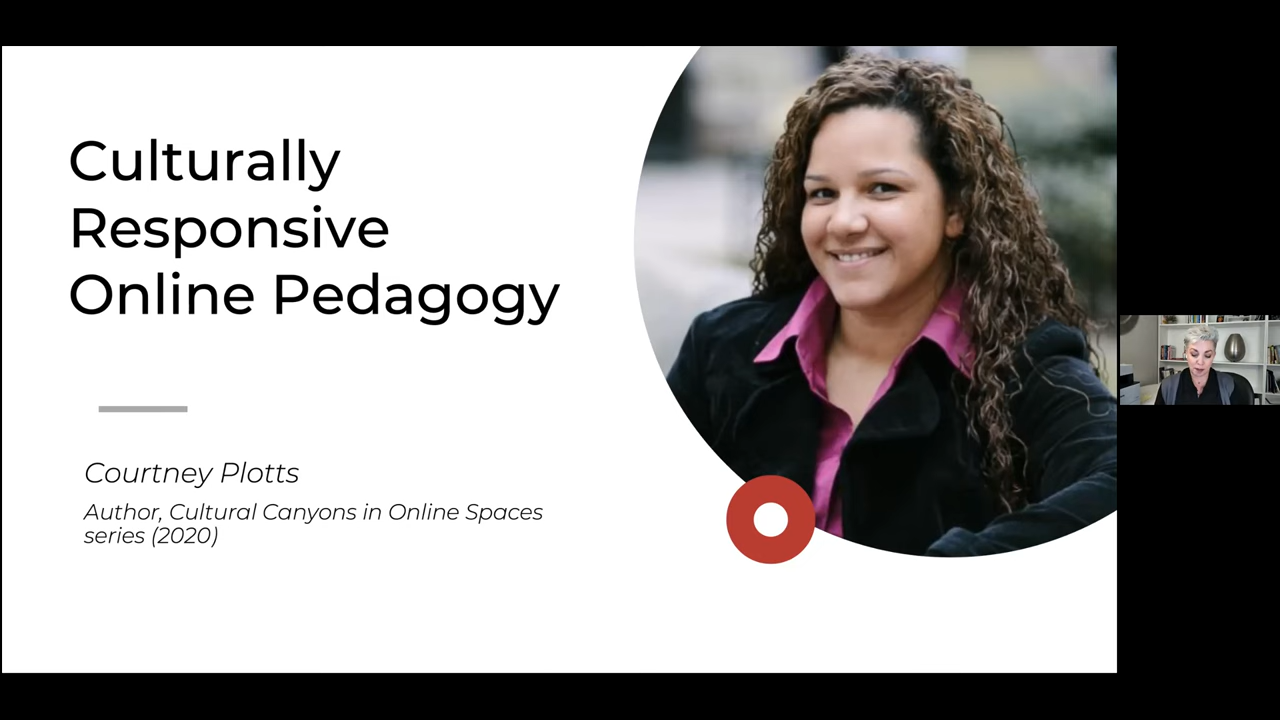 Culturally
Responsive
Online Pedagogy
Courtney Plotts
Author, Cultural Canyons in Online Spaces
series (2020)